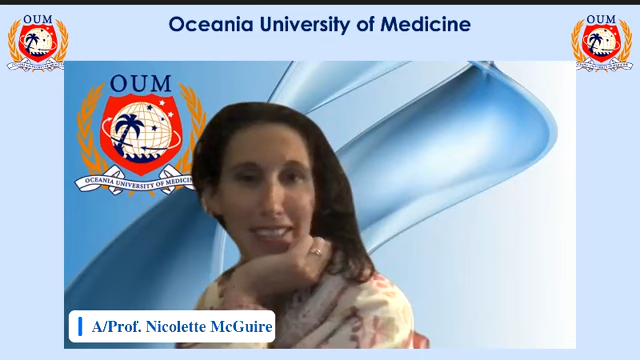 OUM
Oceania University of Medicine
OUM
OUM
OCEANIA UNIVERSITY OF MEDICINE
A/Prof. Nicolette McGuire